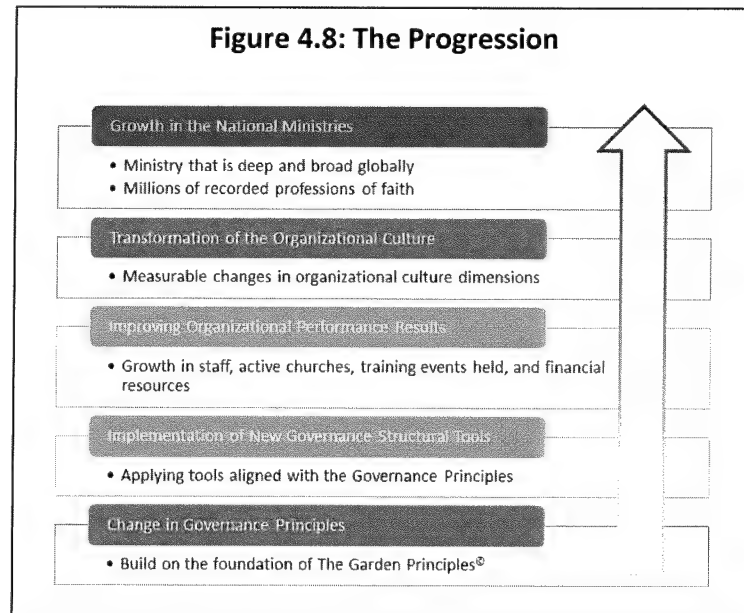 Figure 4.8: The Progression
Growth in the National Ministries
• Ministry that is deep and broad globally
• Millions of recorded professions of faith
Transformation of the Organizational Culture
• Measurable changes in organizational culture dimensions
Improving Organizational Performance Results
• Growth in staff, active churches, training events held, and financial
resources
Implementation of New Governance Structural Tools
• Applying tools aligned with the Governance Principles
Change in Governance Principles
• Build on the foundation of The Garden Principles©